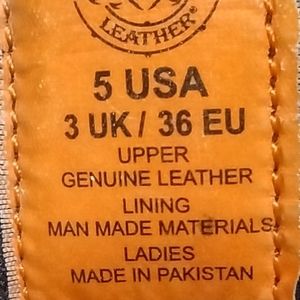 LEATHER®
5 USA
3 UK / 36 EU
UPPER
GENUINE LEATHER
LINING
MAN MADE MATERIALS
LADIES
MADE IN PAKISTAN